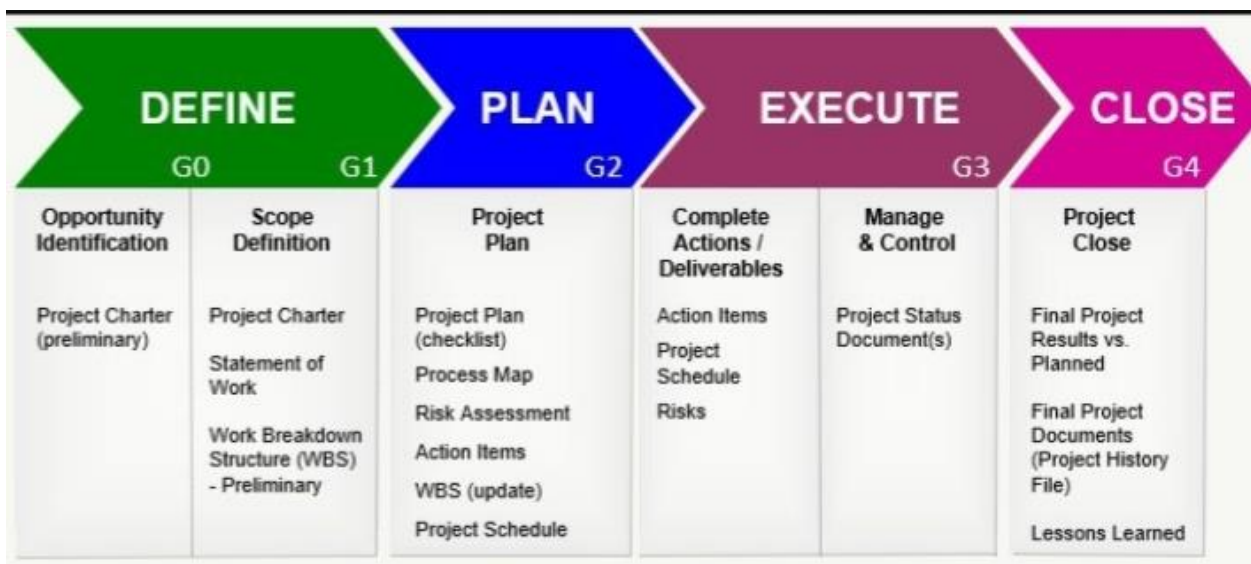 DEFINE
G0
G1
PLAN
G2
EXECUTE
G3
CLOSE
G4
Opportunity
Identification
Project Charter
(preliminary)
Scope
Definition
Project Charter
Statement of
Work
Work Breakdown
Structure (WBS)
- Preliminary
Project
Plan
Project Plan
(checklist)
Process Map
Risk Assessment
Action Items
WBS (update)
Project Schedule
Complete
Actions /
Deliverables
Action Items
Project
Schedule
Risks
Manage
& Control
Project Status
Document(s)
Project
Close
Final Project
Results vs.
Planned
Final Project
Documents
(Project History
File)
Lessons Learned